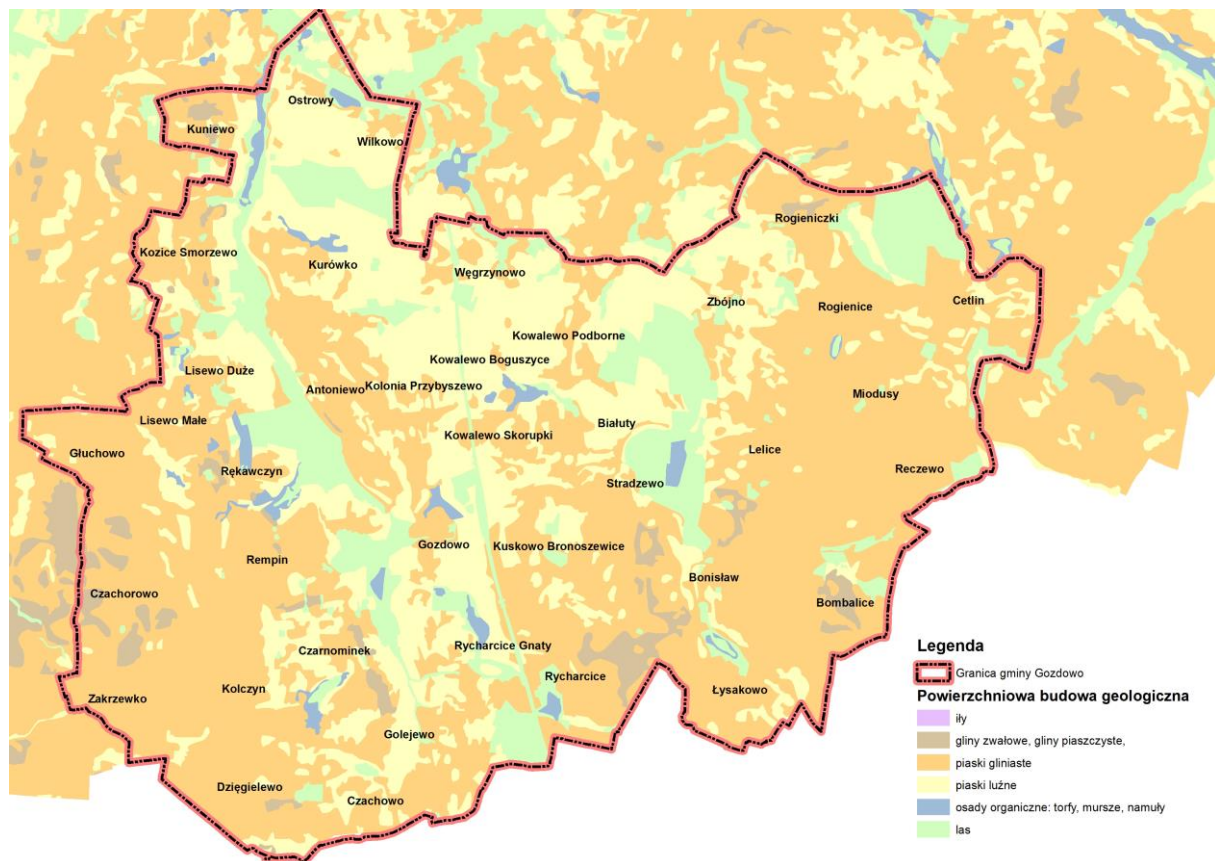 Ostrowy
Kuniewo
Wilkowo
Rogieniczki
Kozice Smorzewo
Kurówko
Węgrzynowo
Zbójno
Rogienice
Cetlin
Kowalewo Podborne
Kowalewo Boguszyce
Lisewo Duże
Antoniewo
Kolonia Przybyszewo
Miodusy
Lisewo Małe
Białuty
Kowalewo Skorupki
Głuchowo
Lelice
Rękawczyn
Reczewo
Stradzewo
Gozdowo
Kuskowo Bronoszewice
Rempin
Bonisław
Czachorowo
Bombalice
Rycharcice Gnaty
Czarnominek
Rycharcice
Kolczyn
Łysakowo
Zakrzewko
Golejewo
Dzięgielewo
Czachowo
Legenda
Granica gminy Gozdowo
Powierzchniowa budowa geologiczna
iły
gliny zwałowe, gliny piaszczyste,
piaski gliniaste
piaski luźne
osady organiczne: torfy, mursze, namuły
las